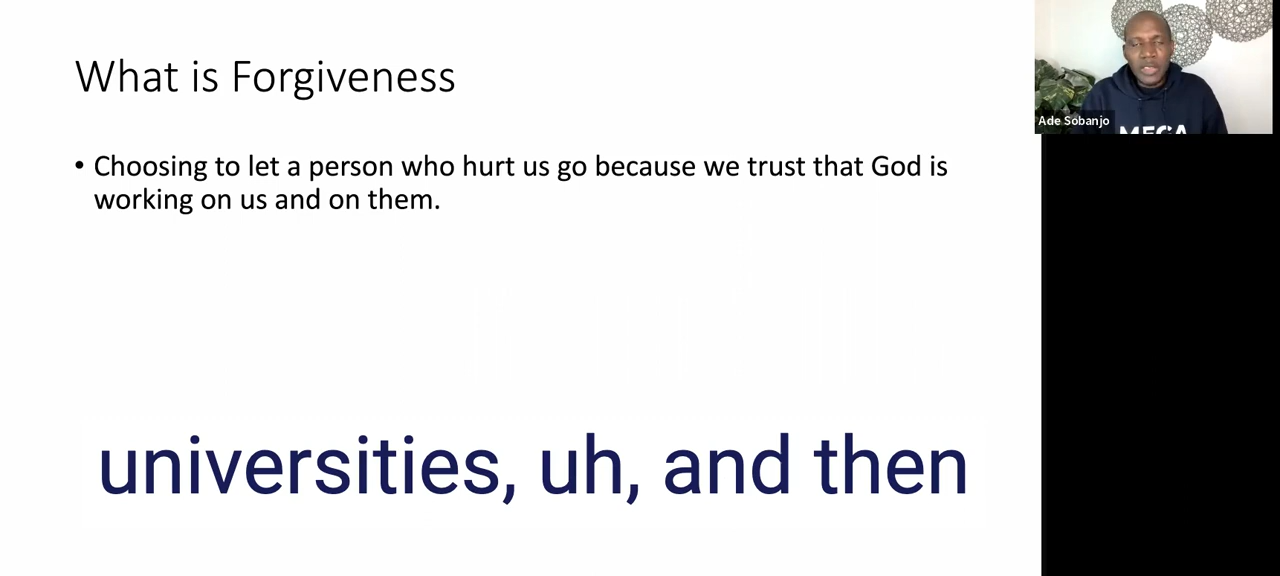 What is Forgiveness
• Choosing to let a person who hurt us go because we trust that God is
working on us and on them.
universities, uh, and then
Ade Sobanjo